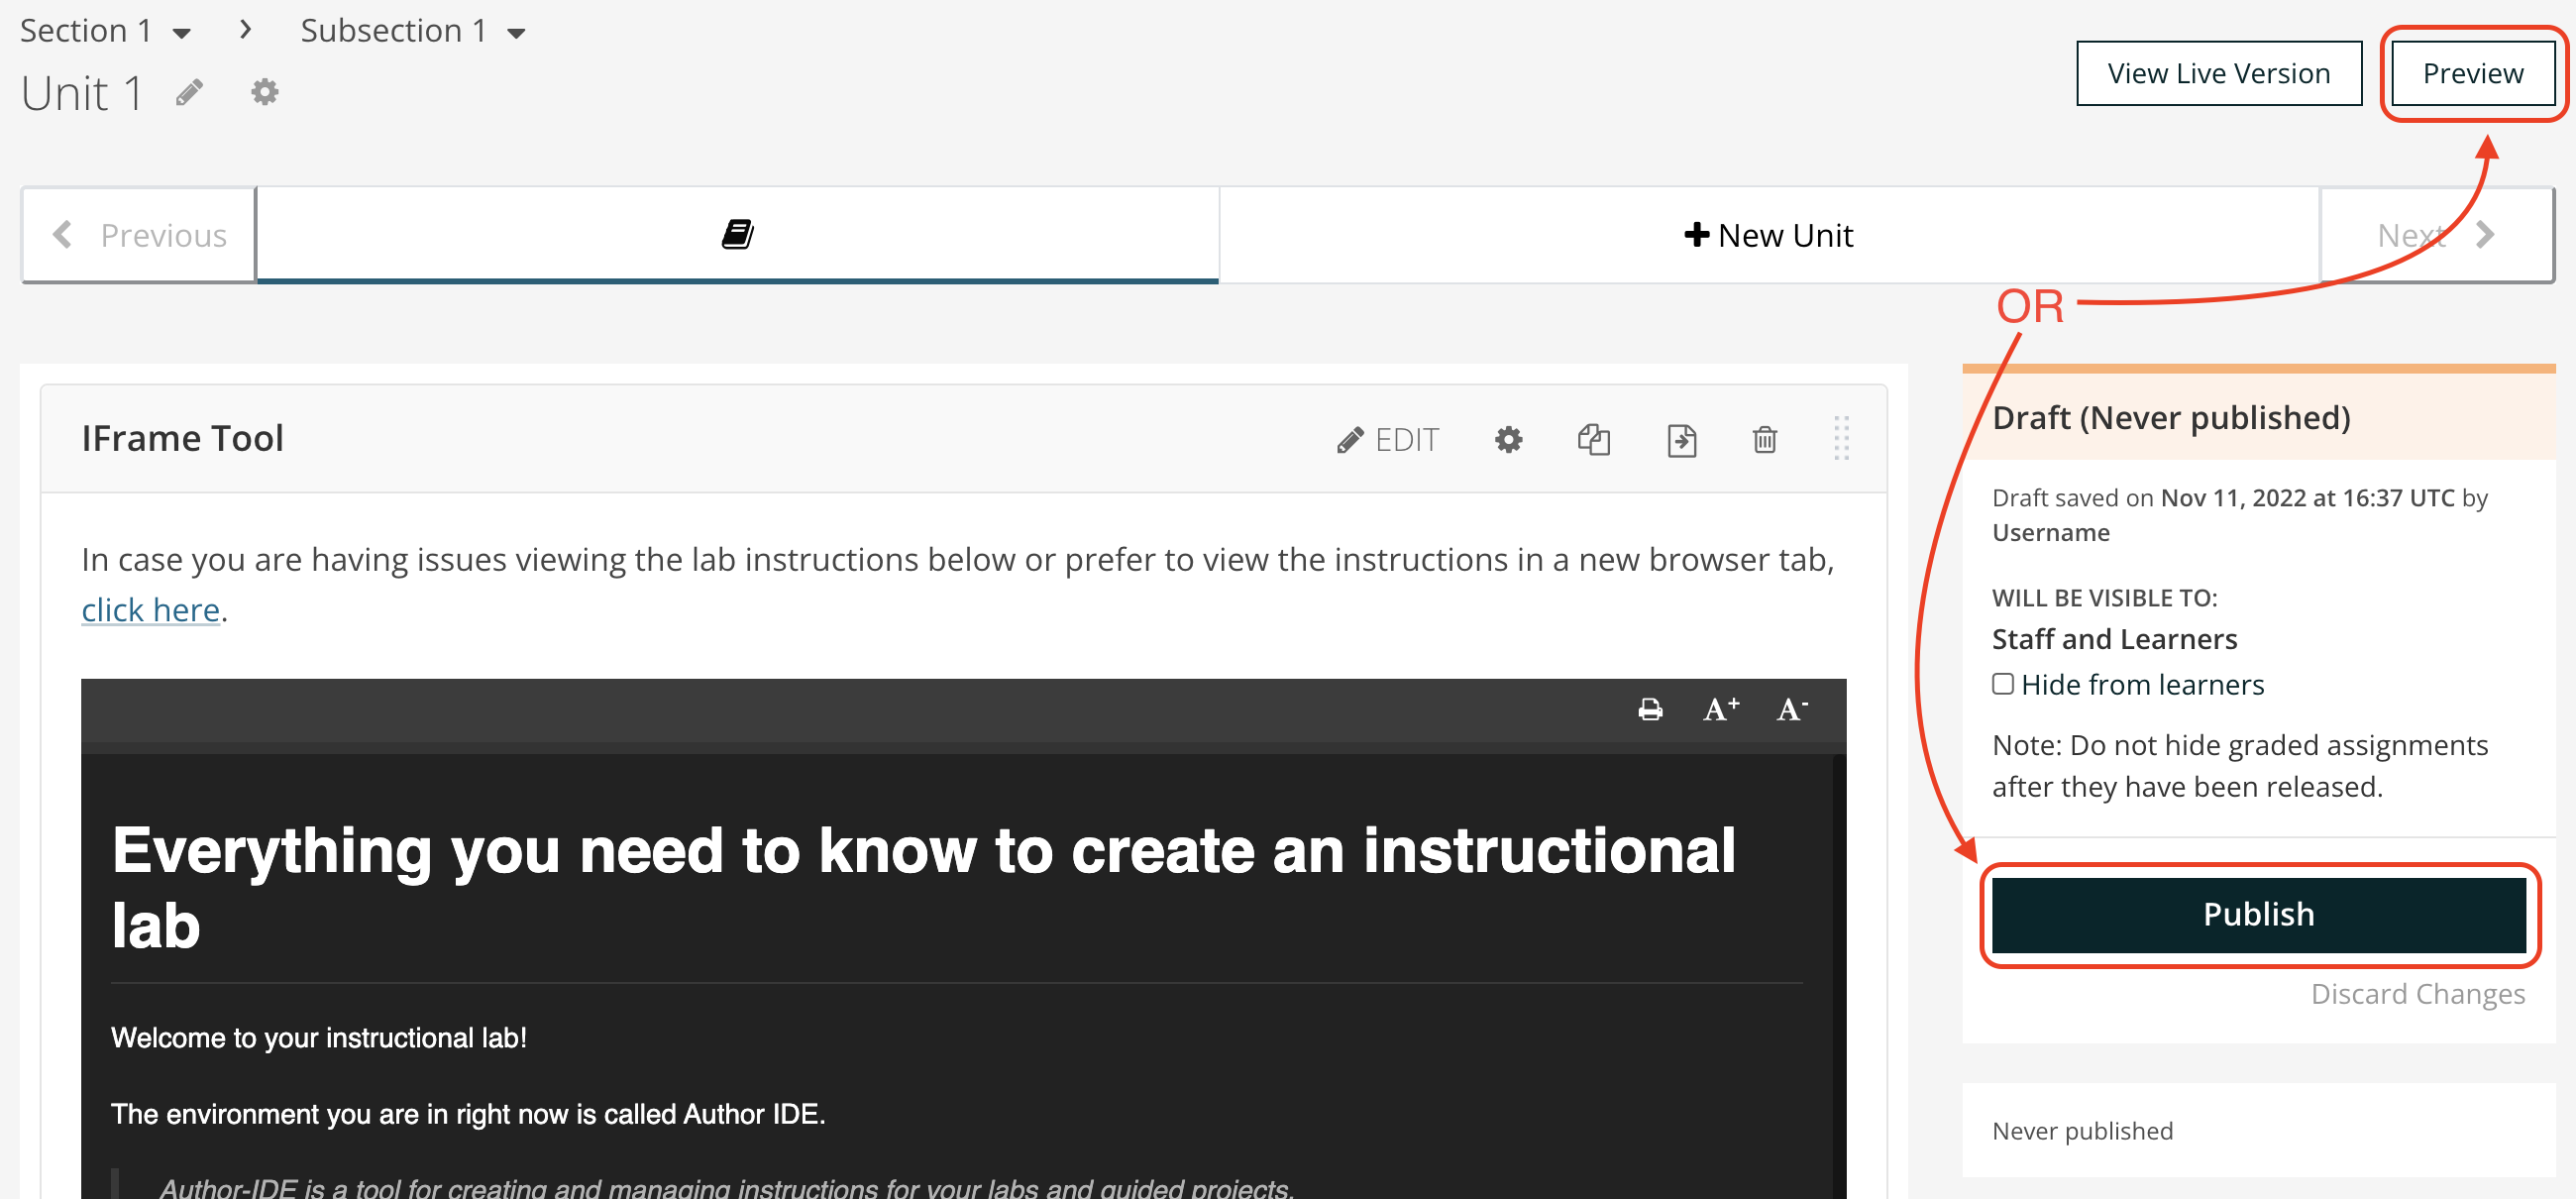 Section 1 Subsection 1
Unit 1
View Live Version Preview
Previous
+ New Unit
Next
OR
IFrame Tool
EDIT
In case you are having issues viewing the lab instructions below or prefer to view the instructions in a new browser tab,
click here.
A+ A-
Everything you need to know to create an instructional
lab
Welcome to your instructional lab!
The environment you are in right now is called Author IDE.
Author-IDE is a tool for creating and managing instructions for your labs and guided projects.
Draft (Never published)
Draft saved on Nov 11, 2022 at 16:37 UTC by
Username
WILL BE VISIBLE TO:
Staff and Learners
Hide from learners
Note: Do not hide graded assignments
after they have been released.
Publish
Discard Changes
Never published